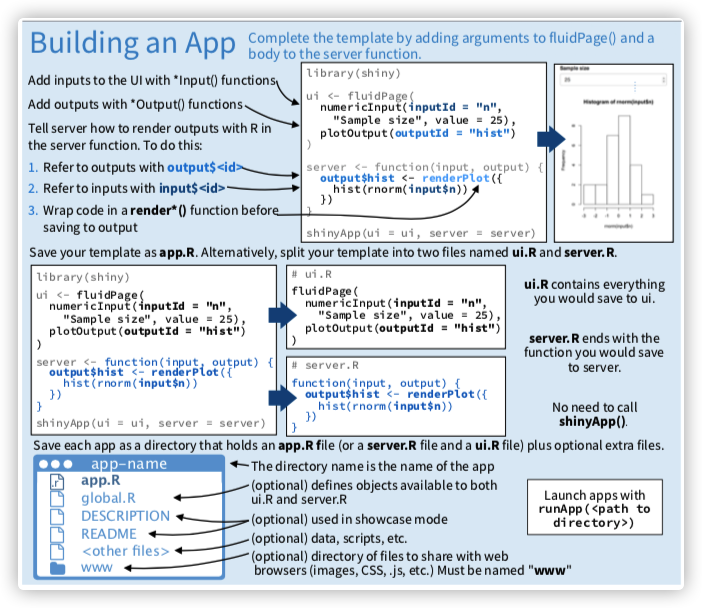 Building an App
Complete the template by adding arguments to fluidPage() and a
body to the server function.
Add inputs to the UI with *Input() functions
Add outputs with *Output() functions
Tell server how to render outputs with R in
the server function. To do this:
1. Refer to outputs with output$<id>
2. Refer to inputs with input$<id>
3. Wrap code in a render*() function before
saving to output
library(shiny)
ui <- fluidPage(
numericInput(inputId = "n",
"Sample size", value = 25),
plotOutput(outputId = "hist")
)
server <- function(input, output) {
output$hist <- renderPlot({
hist(rnorm(input$n))
})
}
shinyApp(ui = ui, server = server)
Sample size
25
Histogram of rnorm(input$n)
Frequency
0 2 4 6 8
-3 -2 -1 0 1 2 3
rnorm(input$n)
Save your template as app.R. Alternatively, split your template into two files named ui.R and server.R.
library(shiny)
ui <- fluidPage(
numericInput(inputId = "n",
"Sample size", value = 25),
plotOutput(outputId = "hist")
)
server <- function(input, output) {
output$hist <- renderPlot({
hist(rnorm(input$n))
})
}
shinyApp(ui = ui, server = server)
# ui.R
fluidPage(
numericInput(inputId = "n",
"Sample size", value = 25),
plotOutput(outputId = "hist")
)
# server.R
function(input, output) {
output$hist <- renderPlot({
hist(rnorm(input$n))
})
}
ui.R contains everything
you would save to ui.
server.R ends with the
function you would save
to server.
No need to call
shinyApp().
Save each app as a directory that holds an app.R file (or a server.R file and a ui.R file) plus optional extra files.
app-name
app.R
global.R
DESCRIPTION
README
<other files>
www
The directory name is the name of the app
(optional) defines objects available to both
ui.R and server.R
(optional) used in showcase mode
(optional) data, scripts, etc.
(optional) directory of files to share with web
browsers (images, CSS, .js, etc.) Must be named "www"
Launch apps with
runApp(<path to
directory>)